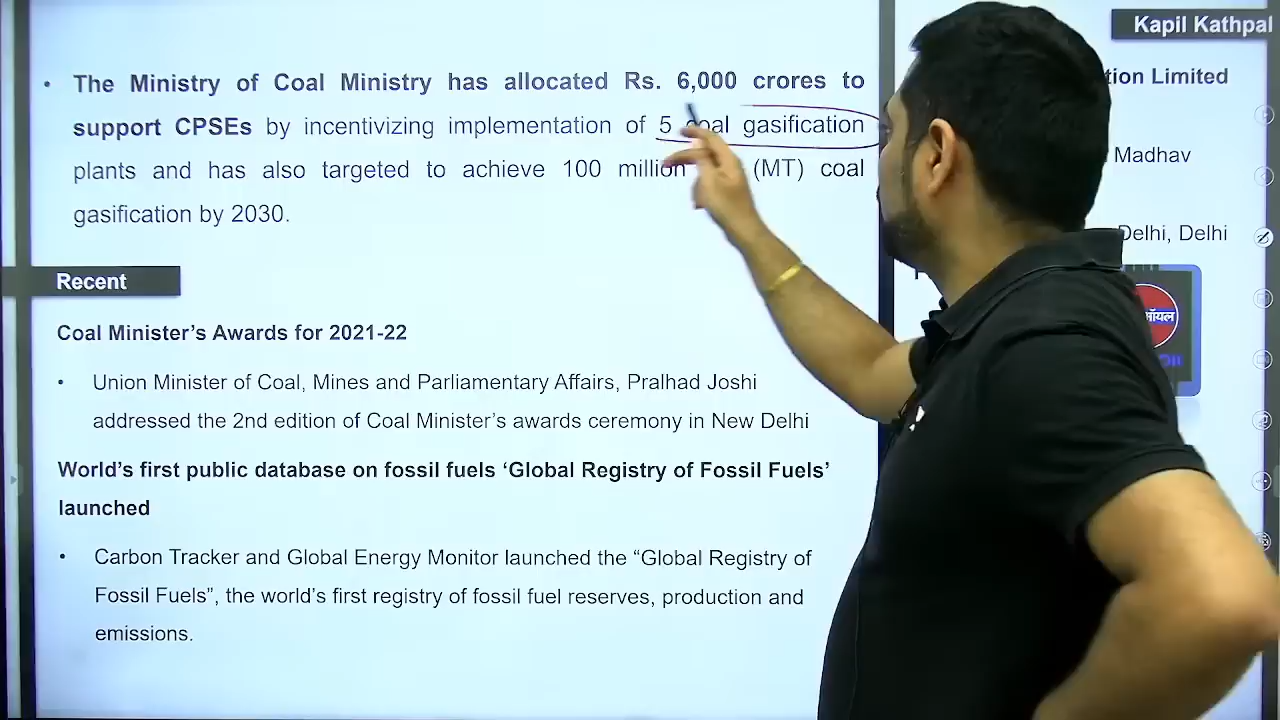 Kapil Kathpal
• The Ministry of Coal Ministry has allocated Rs. 6,000 crores to
support CPSEs by incentivizing implementation of 5 coal gasification
plants and has also targeted to achieve 100 million (MT) coal
gasification by 2030.
Recent
Coal Minister's Awards for 2021-22
• Union Minister of Coal, Mines and Parliamentary Affairs, Pralhad Joshi
addressed the 2nd edition of Coal Minister's awards ceremony in New Delhi
World's first public database on fossil fuels 'Global Registry of Fossil Fuels'
launched
• Carbon Tracker and Global Energy Monitor launched the “Global Registry of
Fossil Fuels”, the world's first registry of fossil fuel reserves, production and
emissions.
Limited
Madhav
Delhi, Delhi